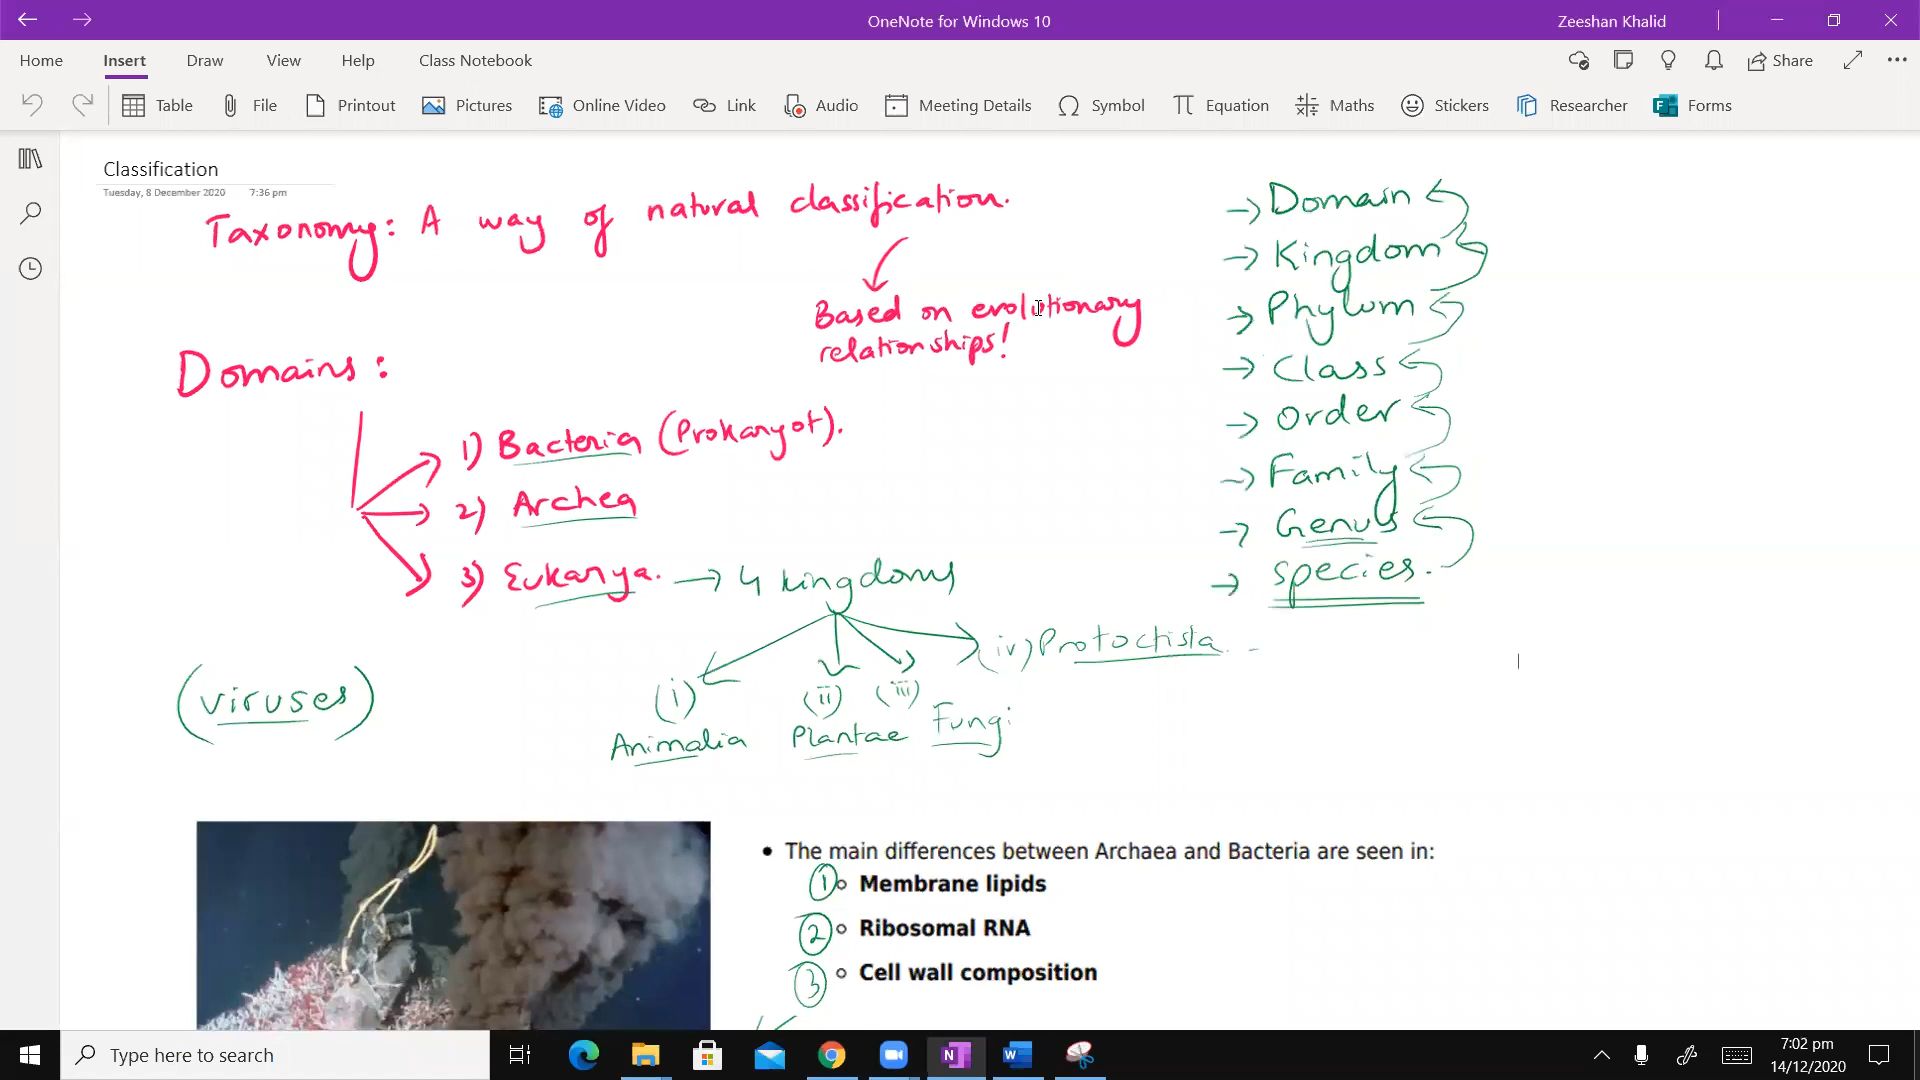 OneNote for Windows 10
Zeeshan Khalid
Home Insert Draw View Help Class Notebook Share
Table File Printout Pictures Online Video Link Audio Meeting Details Symbol Equation Maths Stickers Researcher Forms
Classification
Tuesday, 8 December 2020 7:36 pm
Taxonomy: A way of natural classification.
Based on evolutionary
relationships!
Domains:
1) Bacteria (Prokaryot).
2) Archea
3) Eukarya. → 4 kingdoms
(i)
Animalia
(ii)
Plantae
(iii)
Fungi
(iv) Protoctista
(viruses)
→ Domain
→ Kingdom
→ Phylum
→ Class
→ Order
→ Family
→ Genus
→ species.
• The main differences between Archaea and Bacteria are seen in:
1 Membrane lipids
2 Ribosomal RNA
3 Cell wall composition
Type here to search
7:02 pm
14/12/2020